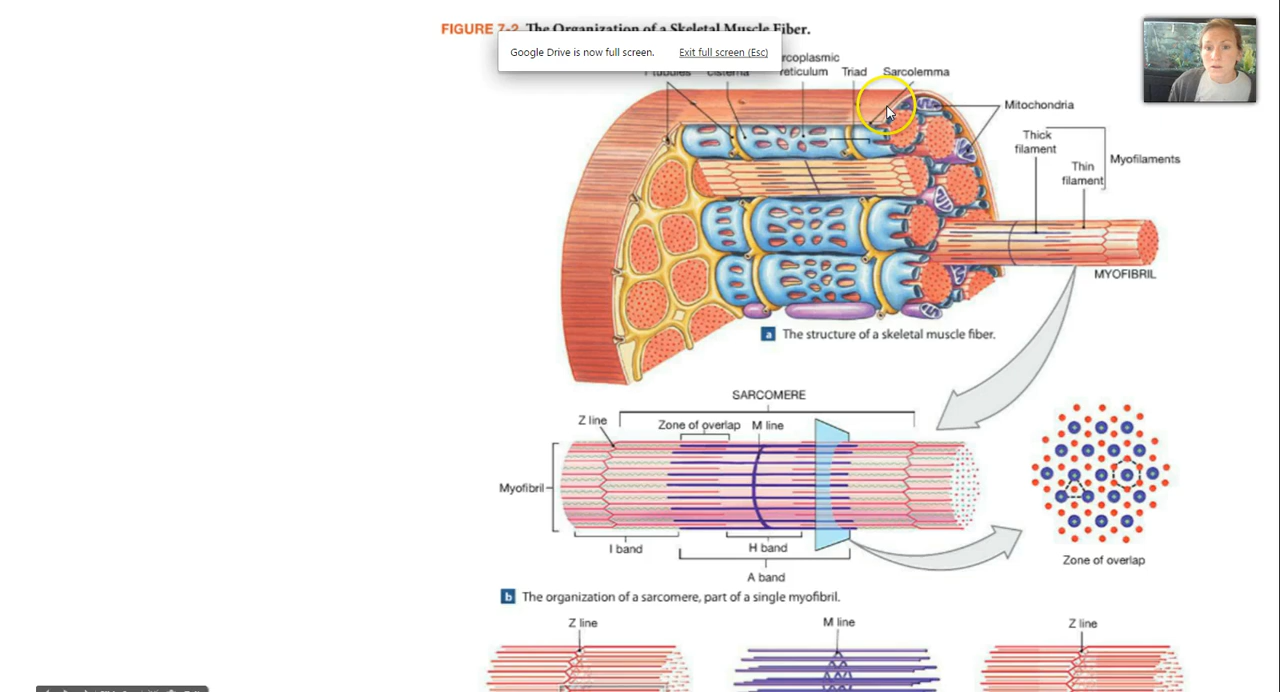 FIGURE 7-2 The Organization of a Skeletal Muscle Fiber.
Google Drive is now full screen. Exit full screen (Esc)
T tubules cisterna reticulum Triad Sarcolemma
Mitochondria
Thick
filament
Thin
filament
Myofilaments
MYOFIBRIL
a The structure of a skeletal muscle fiber.
SARCOMERE
Z line
Zone of overlap M line
Myofibril
I band
H band
A band
Zone of overlap
b The organization of a sarcomere, part of a single myofibril.
Z line M line Z line